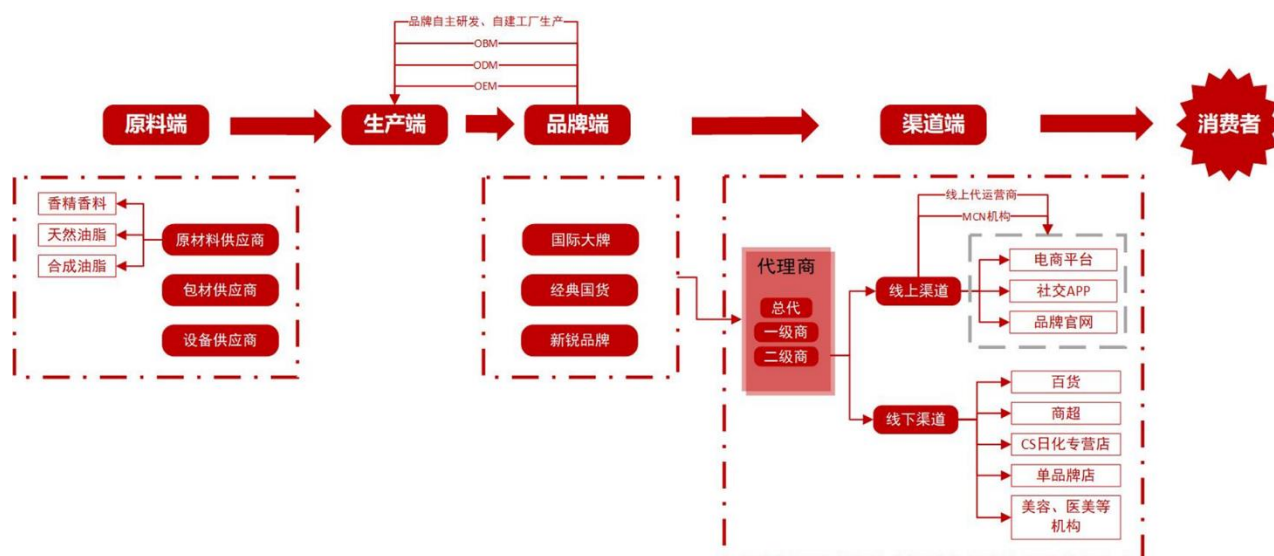 品牌自主研发、自建工厂生产
OBM
ODM
OEM
原料端
生产端
品牌端
渠道端
消费者
香精香料
天然油脂
合成油脂
原材料供应商
包材供应商
设备供应商
国际大牌
经典国货
新锐品牌
代理商
总代
一级商
二级商
线上代运营商
MCN机构
线上渠道
电商平台
社交APP
品牌官网
线下渠道
百货
商超
CS日化专营店
单品牌店
美容、医美等
机构